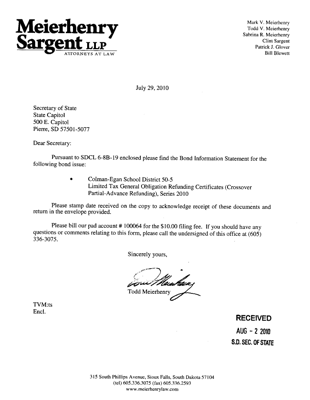 Meierhenry
Sargent LLP
ATTORNEYS AT LAW
Mark V. Meierhenry
Todd V. Meierhenry
Sabrina R. Meierhenry
Clint Sargent
Patrick J. Glover
Bill Blewett
July 29, 2010
Secretary of State
State Capitol
500 E. Capitol
Pierre, SD 57501-5077
Dear Secretary:
Pursuant to SDCL 6-8B-19 enclosed please find the Bond Information Statement for the
following bond issue:
• Colman-Egan School District 50-5
Limited Tax General Obligation Refunding Certificates (Crossover
Partial-Advance Refunding), Series 2010
Please stamp date received on the copy to acknowledge receipt of these documents and
return in the envelope provided.
Please bill our pad account # 100064 for the $10.00 filing fee. If you should have any
questions or comments relating to this form, please call the undersigned of this office at (605)
336-3075.
Sincerely yours,
Todd Meierhenry
TVM:ts
Encl.
RECEIVED
AUG - 2 2010
S.D. SEC. OF STATE
315 South Phillips Avenue, Sioux Falls, South Dakota 57104
(tel) 605.336.3075 (fax) 605.336.2593
www.meierhenrylaw.com